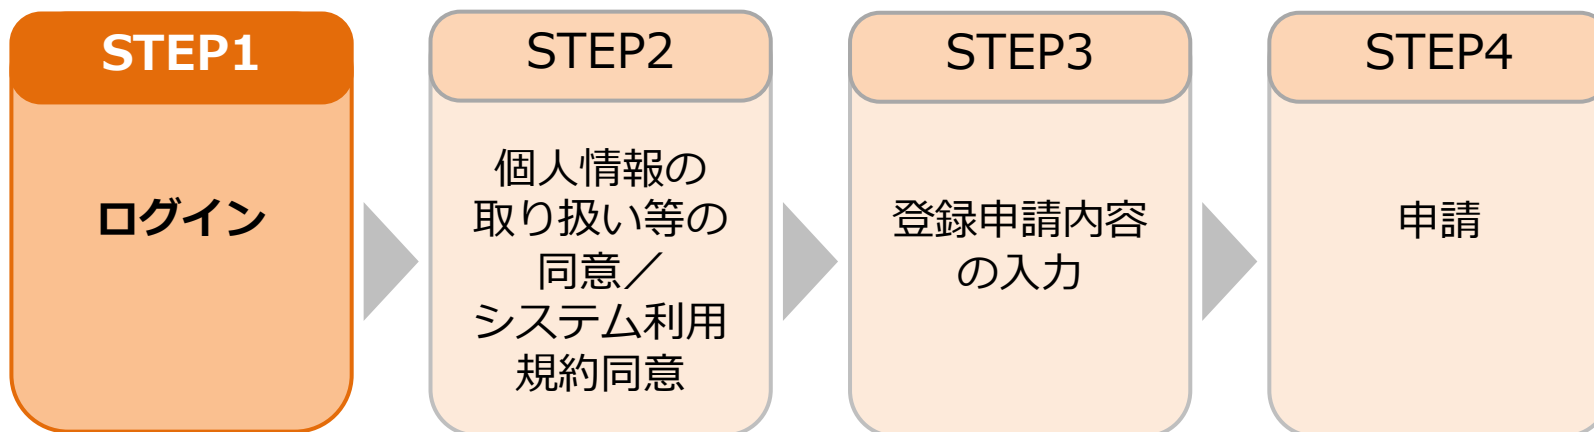 STEP1
ログイン
STEP2
個人情報の
取り扱い等の
同意／
システム利用
規約同意
STEP3
登録申請内容
の入力
STEP4
申請